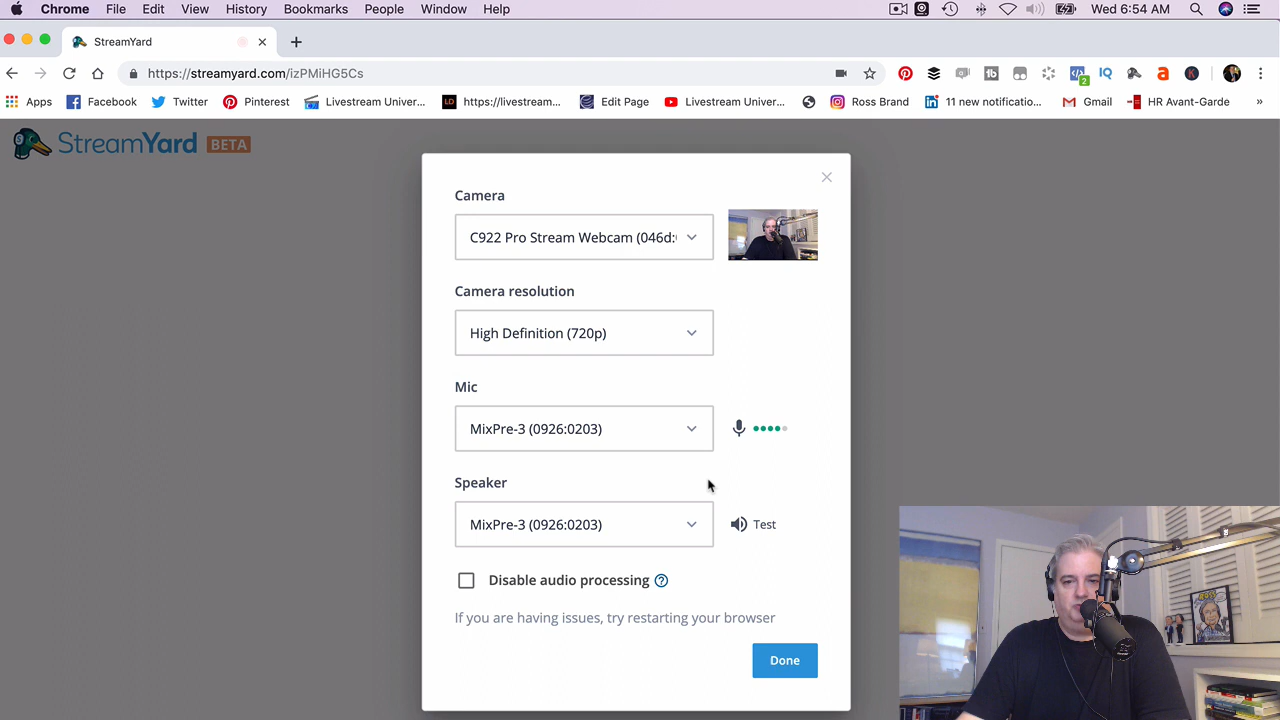 Chrome File Edit View History Bookmarks People Window Help Wed 6:54 AM
StreamYard
https://streamyard.com/izPMiHG5Cs
2
Apps Facebook Twitter Pinterest Livestream Univer... https://livestream... Edit Page Livestream Univer... Ross Brand 11 new notificatio... Gmail HR Avant-Garde »
StreamYard BETA
Camera
C922 Pro Stream Webcam (046d:
Camera resolution
High Definition (720p)
Mic
MixPre-3 (0926:0203)
Speaker
MixPre-3 (0926:0203)
Test
Disable audio processing
If you are having issues, try restarting your browser
Done
ROSS